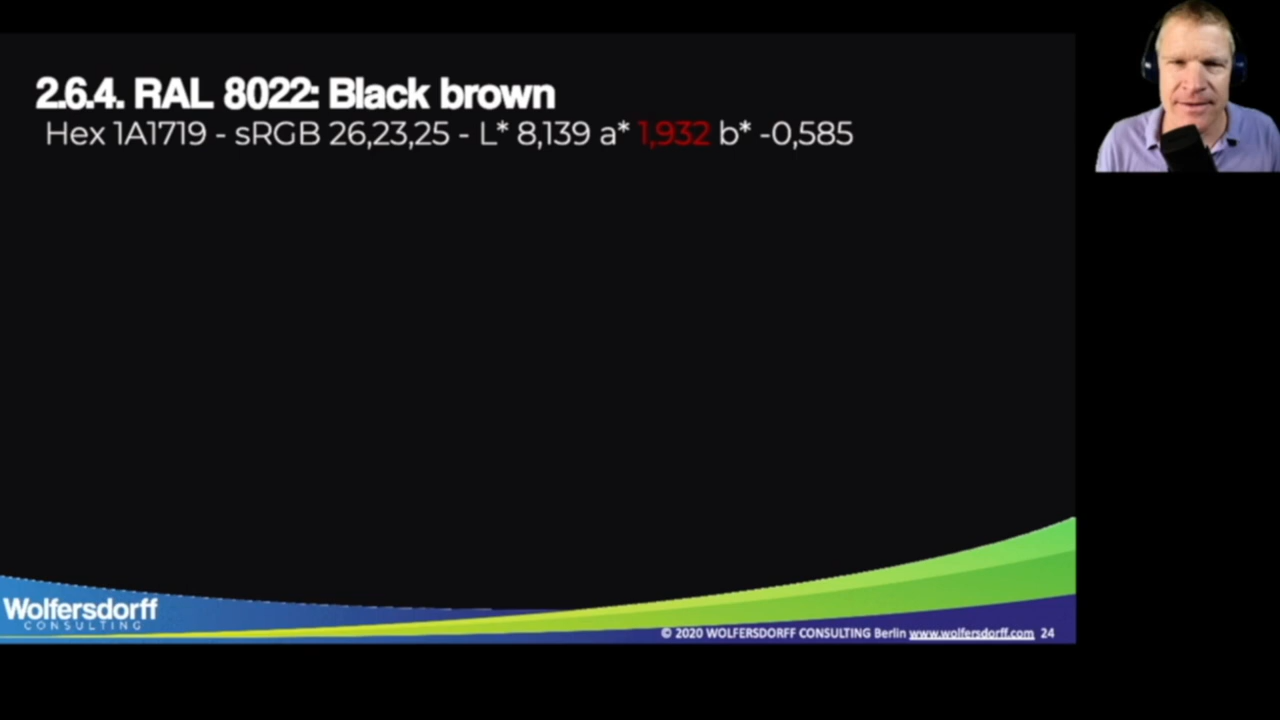 2.6.4. RAL 8022: Black brown
Hex 1A1719 - sRGB 26,23,25 - L* 8,139 a* 1,932 b* -0,585
Wolfersdorff
CONSULTING
© 2020 WOLFERSDORFF CONSULTING Berlin www.wolfersdorff.com 24